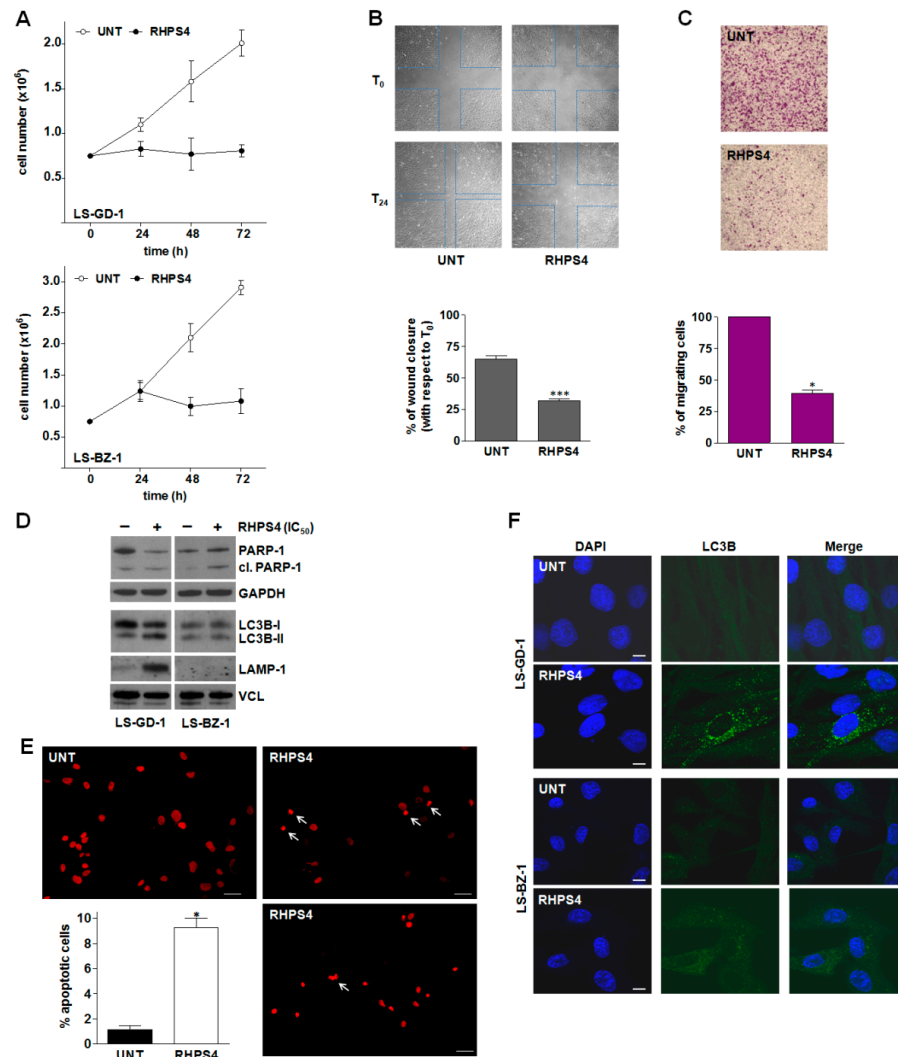 A
UNT RHPS4
cell number (x10⁶)
2.0
1.5
1.0
0.5
LS-GD-1
0 24 48 72
time (h)
UNT RHPS4
cell number (x10⁶)
3.0
2.5
2.0
1.5
1.0
0.5
LS-BZ-1
0 24 48 72
time (h)
B
T₀
T₂₄
UNT RHPS4
% of wound closure
(with respect to T₀)
100
75
50
25
0
***
UNT RHPS4
C
UNT
RHPS4
% of migrating cells
100
75
50
25
0
*
UNT RHPS4
D
– + – + RHPS4 (IC₅₀)
PARP-1
cl. PARP-1
GAPDH
LC3B-I
LC3B-II
LAMP-1
VCL
LS-GD-1 LS-BZ-1
E
UNT
RHPS4
RHPS4
% apoptotic cells
10
8
6
4
2
0
*
UNT RHPS4
F
DAPI LC3B Merge
LS-GD-1
UNT
RHPS4
LS-BZ-1
UNT
RHPS4